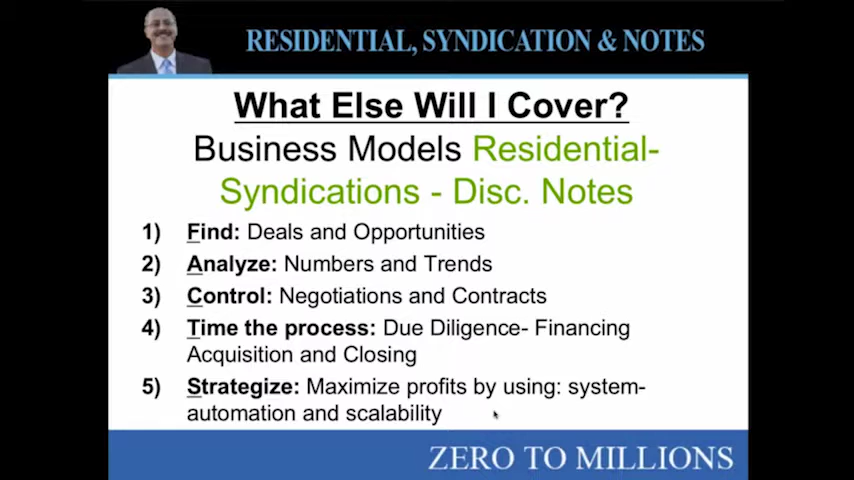 RESIDENTIAL, SYNDICATION & NOTES
What Else Will I Cover?
Business Models Residential-
Syndications - Disc. Notes
1) Find: Deals and Opportunities
2) Analyze: Numbers and Trends
3) Control: Negotiations and Contracts
4) Time the process: Due Diligence- Financing
Acquisition and Closing
5) Strategize: Maximize profits by using: system-
automation and scalability
ZERO TO MILLIONS